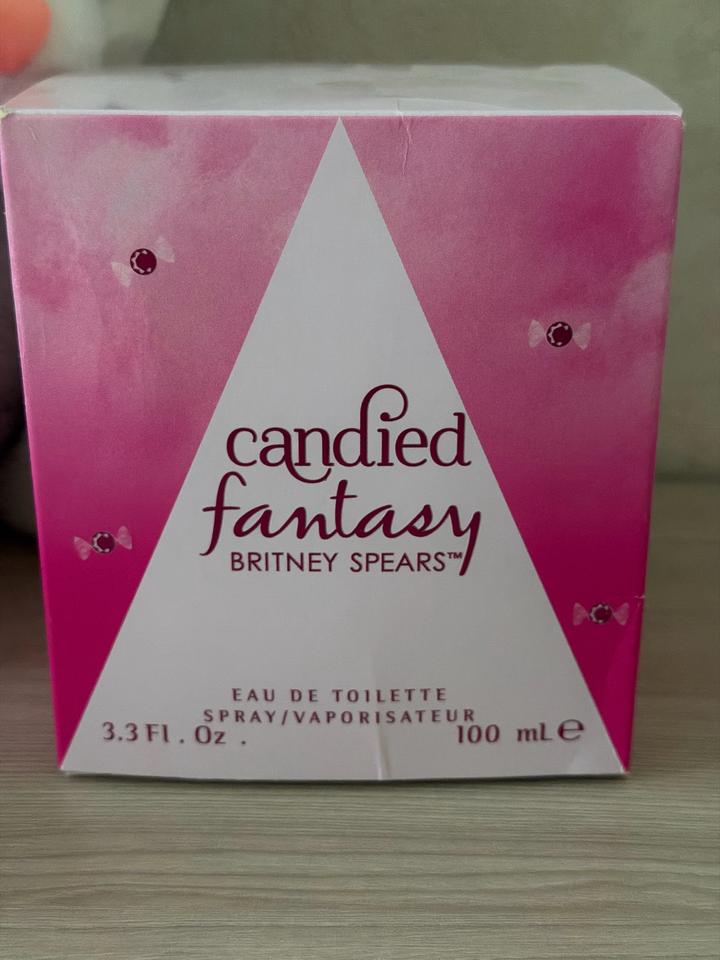 candied
fantasy
BRITNEY SPEARS™
EAU DE TOILETTE
SPRAY/VAPORISATEUR
3.3 Fl . Oz . 100 mL ℮